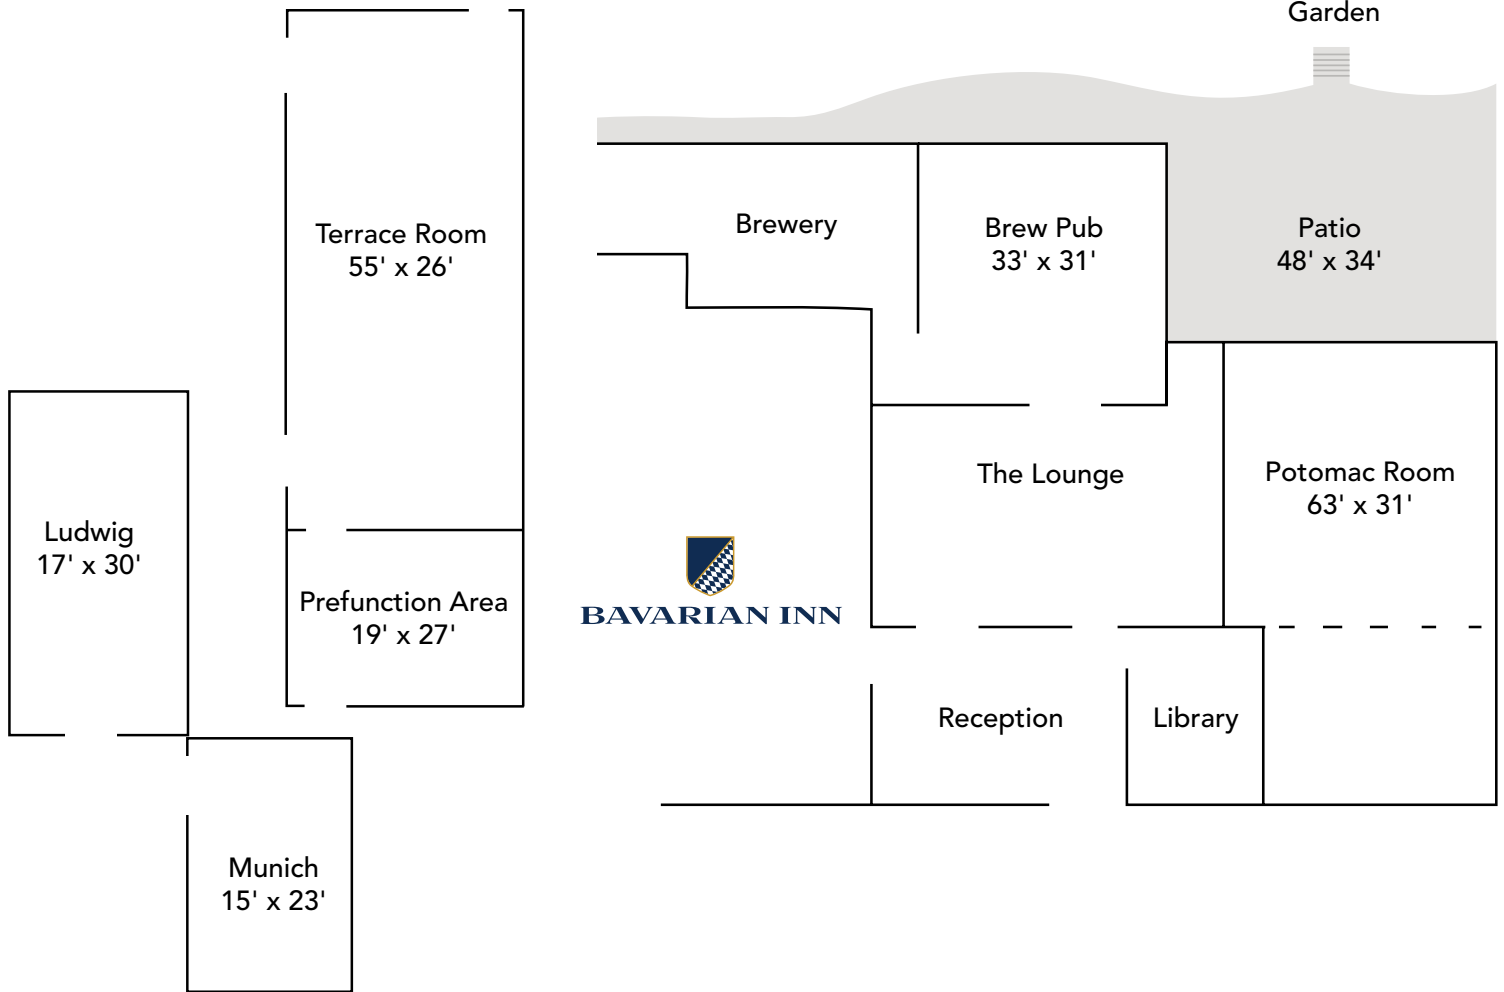 Garden
Terrace Room
55' x 26'
Brewery
Brew Pub
33' x 31'
Patio
48' x 34'
Ludwig
17' x 30'
The Lounge
Potomac Room
63' x 31'
Prefunction Area
19' x 27'
BAVARIAN INN
Reception
Library
Munich
15' x 23'